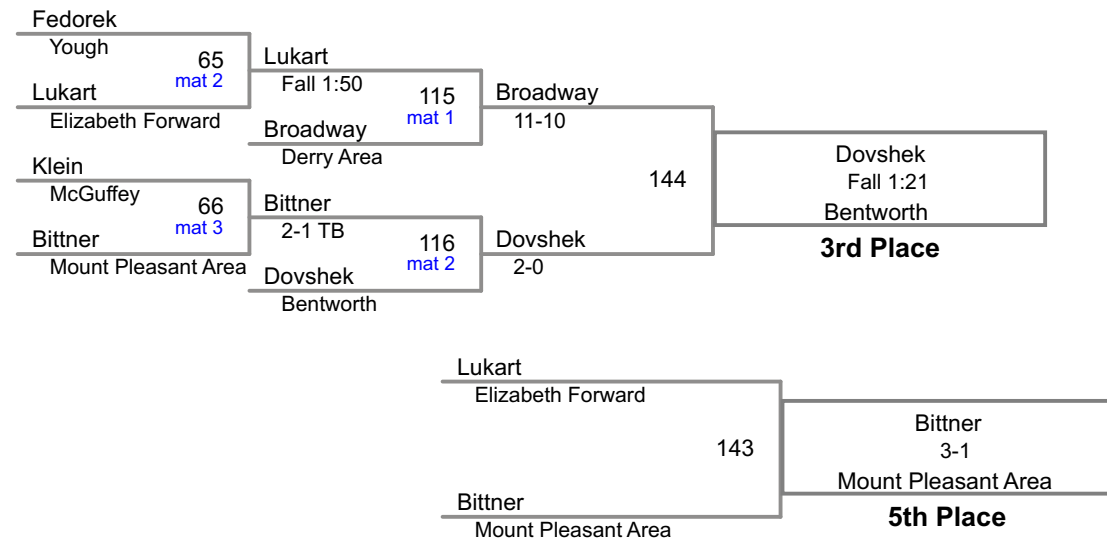 Fedorek
Yough
65
mat 2
Lukart
Elizabeth Forward
Klein
McGuffey
66
mat 3
Bittner
Mount Pleasant Area
Lukart
Fall 1:50
115
mat 1
Broadway
Derry Area
Bittner
2-1 TB
116
mat 2
Dovshek
Bentworth
Broadway
11-10
144
Dovshek
2-0
Dovshek
Fall 1:21
Bentworth
3rd Place
Lukart
Elizabeth Forward
143
Bittner
Mount Pleasant Area
Bittner
3-1
Mount Pleasant Area
5th Place